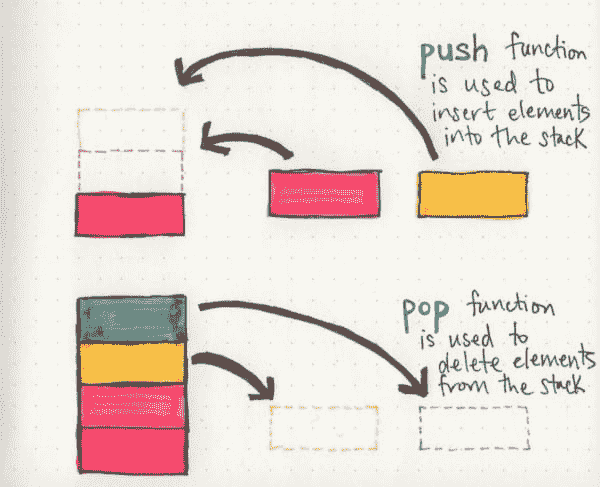 push function
is used to
insert elements
into the stack
pop function
is used to
delete elements
from the stack